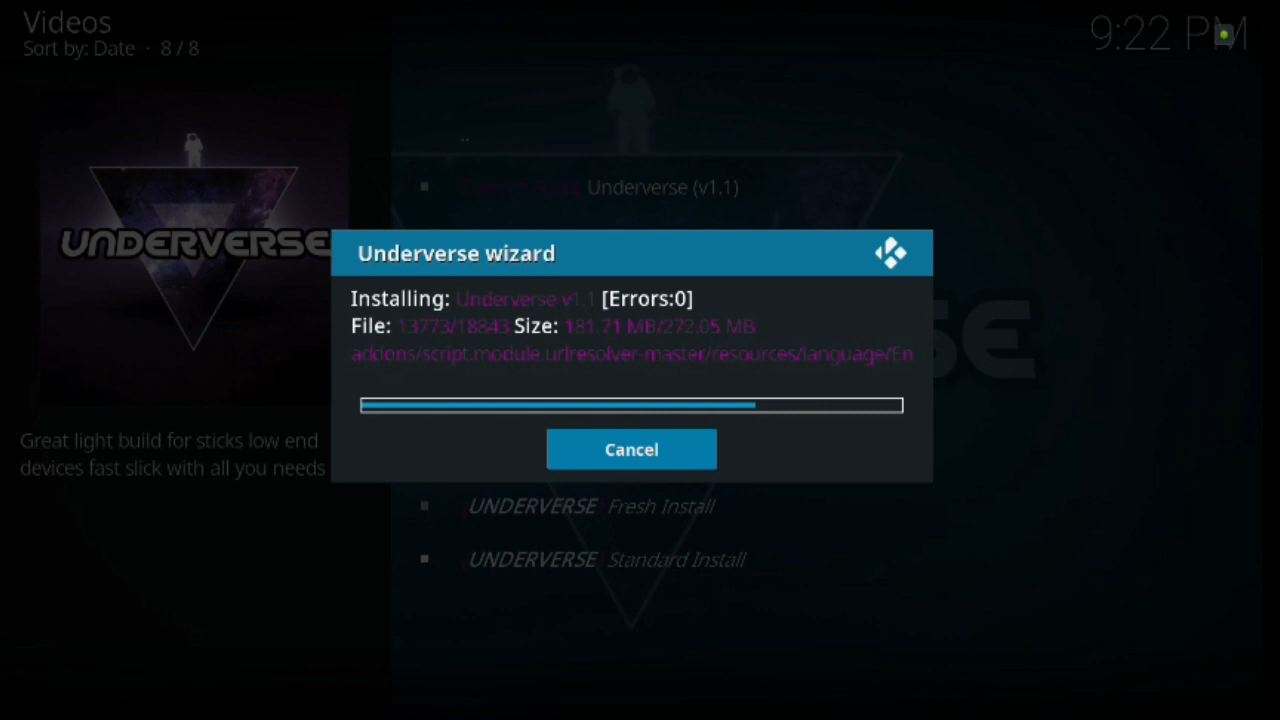 Videos
Sort by: Date · 8 / 8
9:22 PM
..
Underverse (v1.1)
UNDERVERSE
Underverse wizard
Installing: Underverse v1.1 [Errors:0]
File: 13773/18843 Size: 181.71 MB/272.05 MB
addons/script.module.urlresolver-master/resources/language/En
Cancel
SE
Great light build for sticks low end
devices fast slick with all you needs
UNDERVERSE Fresh Install
UNDERVERSE Standard Install